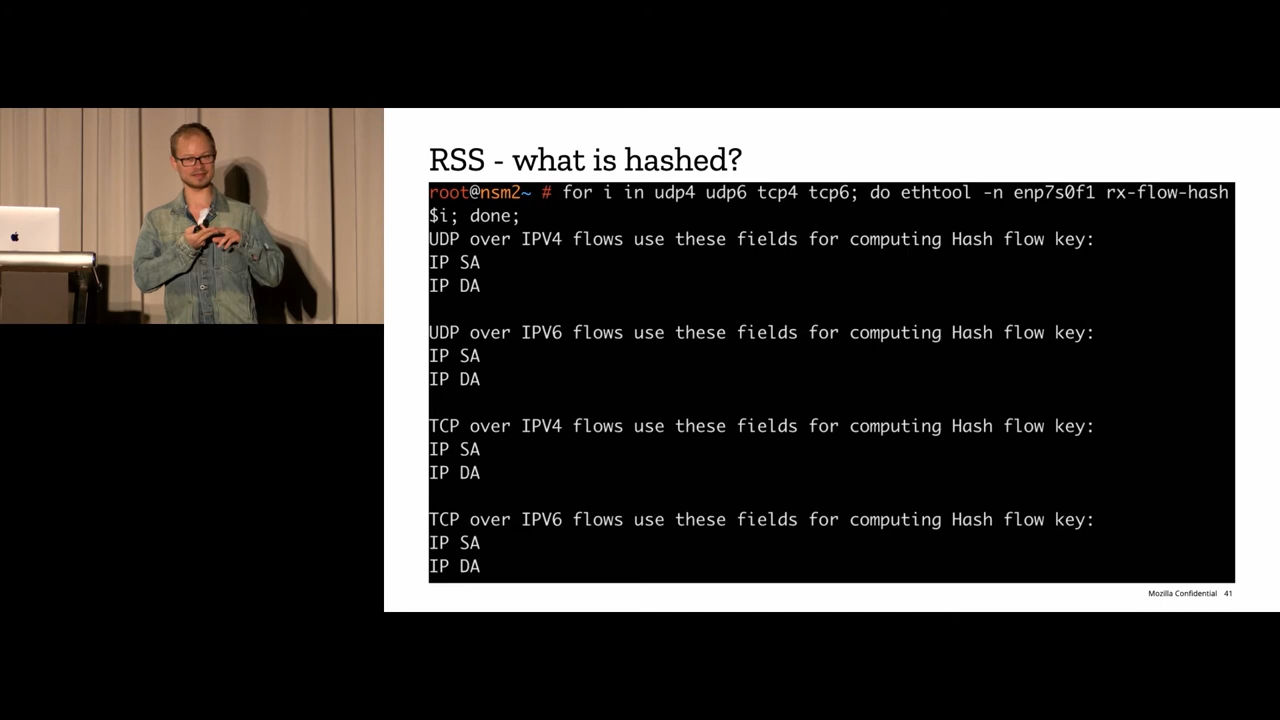 RSS - what is hashed?
root@nsm2~ # for i in udp4 udp6 tcp4 tcp6; do ethtool -n enp7s0f1 rx-flow-hash
$i; done;
UDP over IPV4 flows use these fields for computing Hash flow key:
IP SA
IP DA
UDP over IPV6 flows use these fields for computing Hash flow key:
IP SA
IP DA
TCP over IPV4 flows use these fields for computing Hash flow key:
IP SA
IP DA
TCP over IPV6 flows use these fields for computing Hash flow key:
IP SA
IP DA
Mozilla Confidential 41